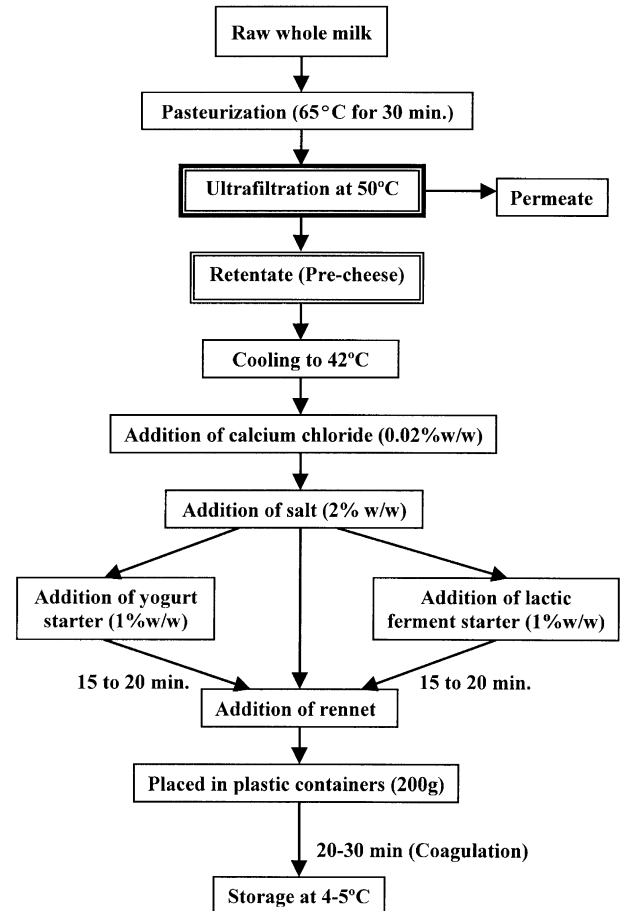 Raw whole milk
Pasteurization (65°C for 30 min.)
Ultrafiltration at 50ºC
Permeate
Retentate (Pre-cheese)
Cooling to 42ºC
Addition of calcium chloride (0.02%w/w)
Addition of salt (2% w/w)
Addition of yogurt
starter (1%w/w)
Addition of lactic
ferment starter (1%w/w)
15 to 20 min.
15 to 20 min.
Addition of rennet
Placed in plastic containers (200g)
20-30 min (Coagulation)
Storage at 4-5ºC